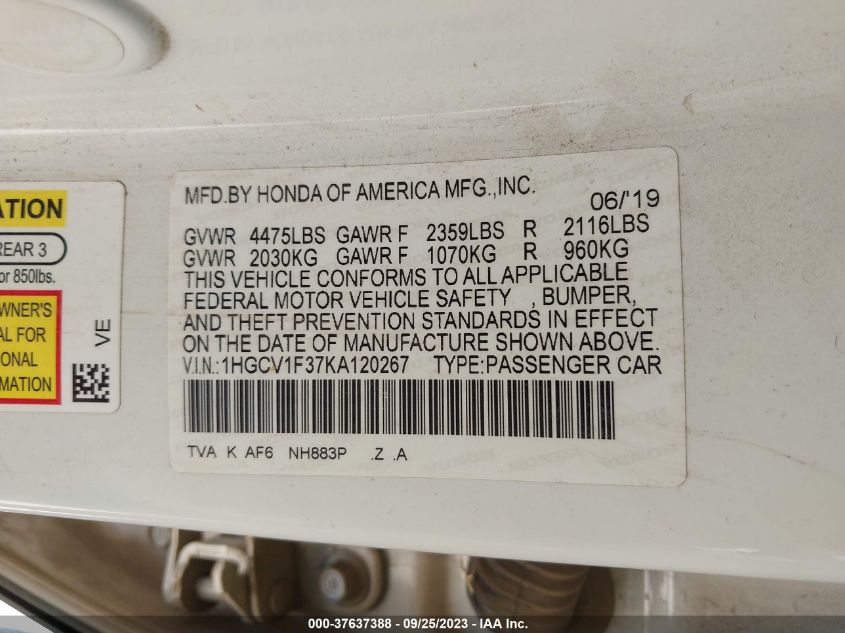 ATION
REAR 3
or 850lbs.
WNER'S
AL FOR
ONAL
MATION
VE
MFD.BY HONDA OF AMERICA MFG.,INC.
06/'19
GVWR 4475LBS GAWR F 2359LBS R 2116LBS
GVWR 2030KG GAWR F 1070KG R 960KG
THIS VEHICLE CONFORMS TO ALL APPLICABLE
FEDERAL MOTOR VEHICLE SAFETY , BUMPER,
AND THEFT PREVENTION STANDARDS IN EFFECT
ON THE DATE OF MANUFACTURE SHOWN ABOVE.
V.I.N.:1HGCV1F37KA120267 TYPE:PASSENGER CAR
TVA K AF6 NH883P .Z .A
000-37637388 - 09/25/2023 - IAA Inc.